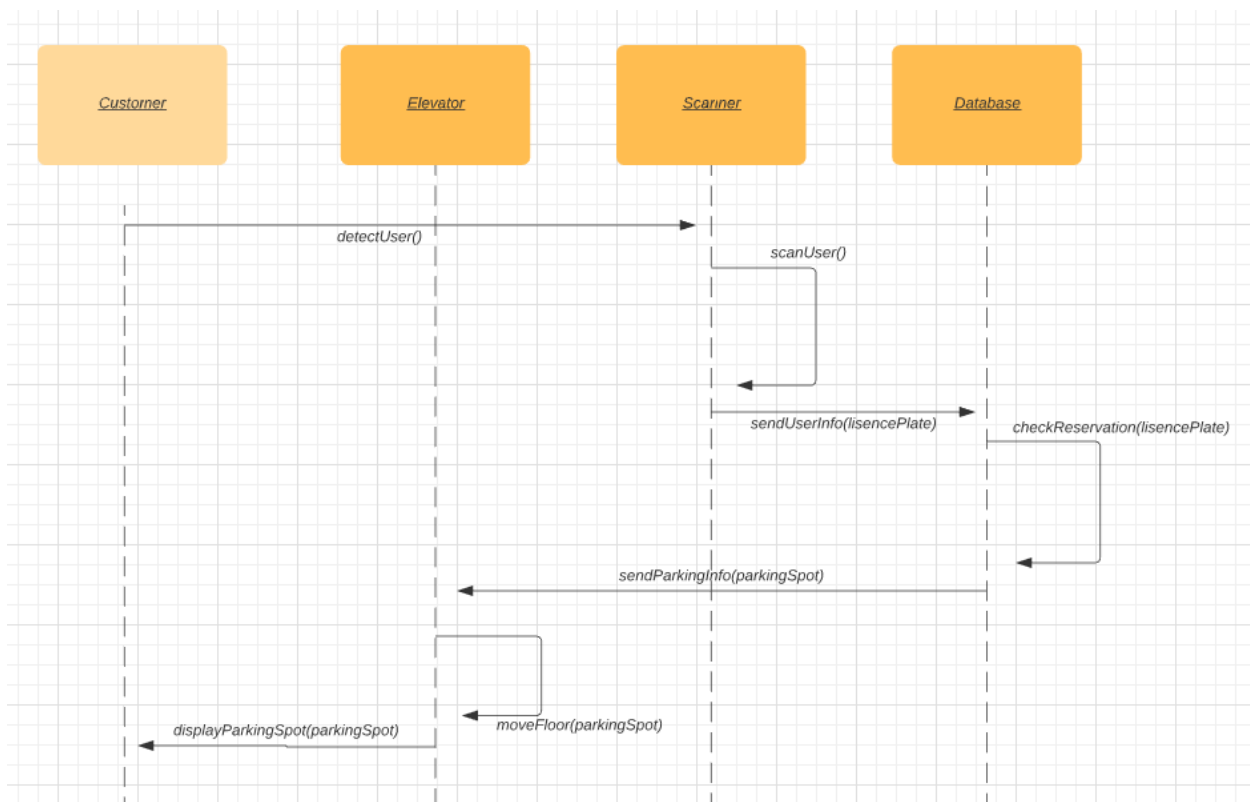 Customer
Elevator
Scanner
Database
detectUser()
scanUser()
sendUserInfo(lisencePlate)
checkReservation(lisencePlate)
sendParkingInfo(parkingSpot)
moveFloor(parkingSpot)
displayParkingSpot(parkingSpot)